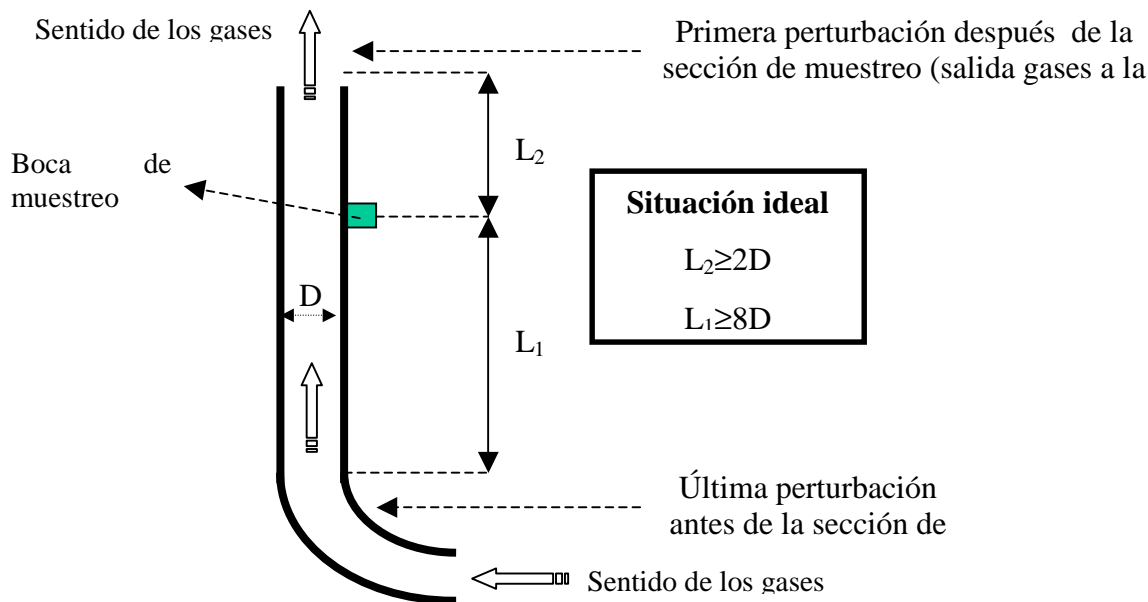 Sentido de los gases
Primera perturbación después de la
sección de muestreo (salida gases a la
Boca de
muestreo
L₂
Situación ideal
L₂≥2D
L₁≥8D
D
L₁
Última perturbación
antes de la sección de
Sentido de los gases